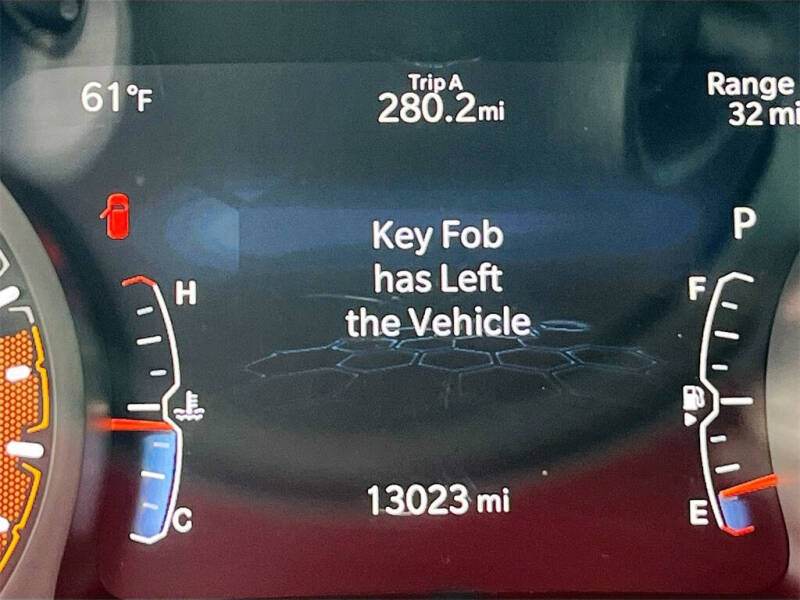 61°F
Trip A
280.2mi
Range
32 mi
P
Key Fob
has Left
the Vehicle
H
F
C
E
13023 mi